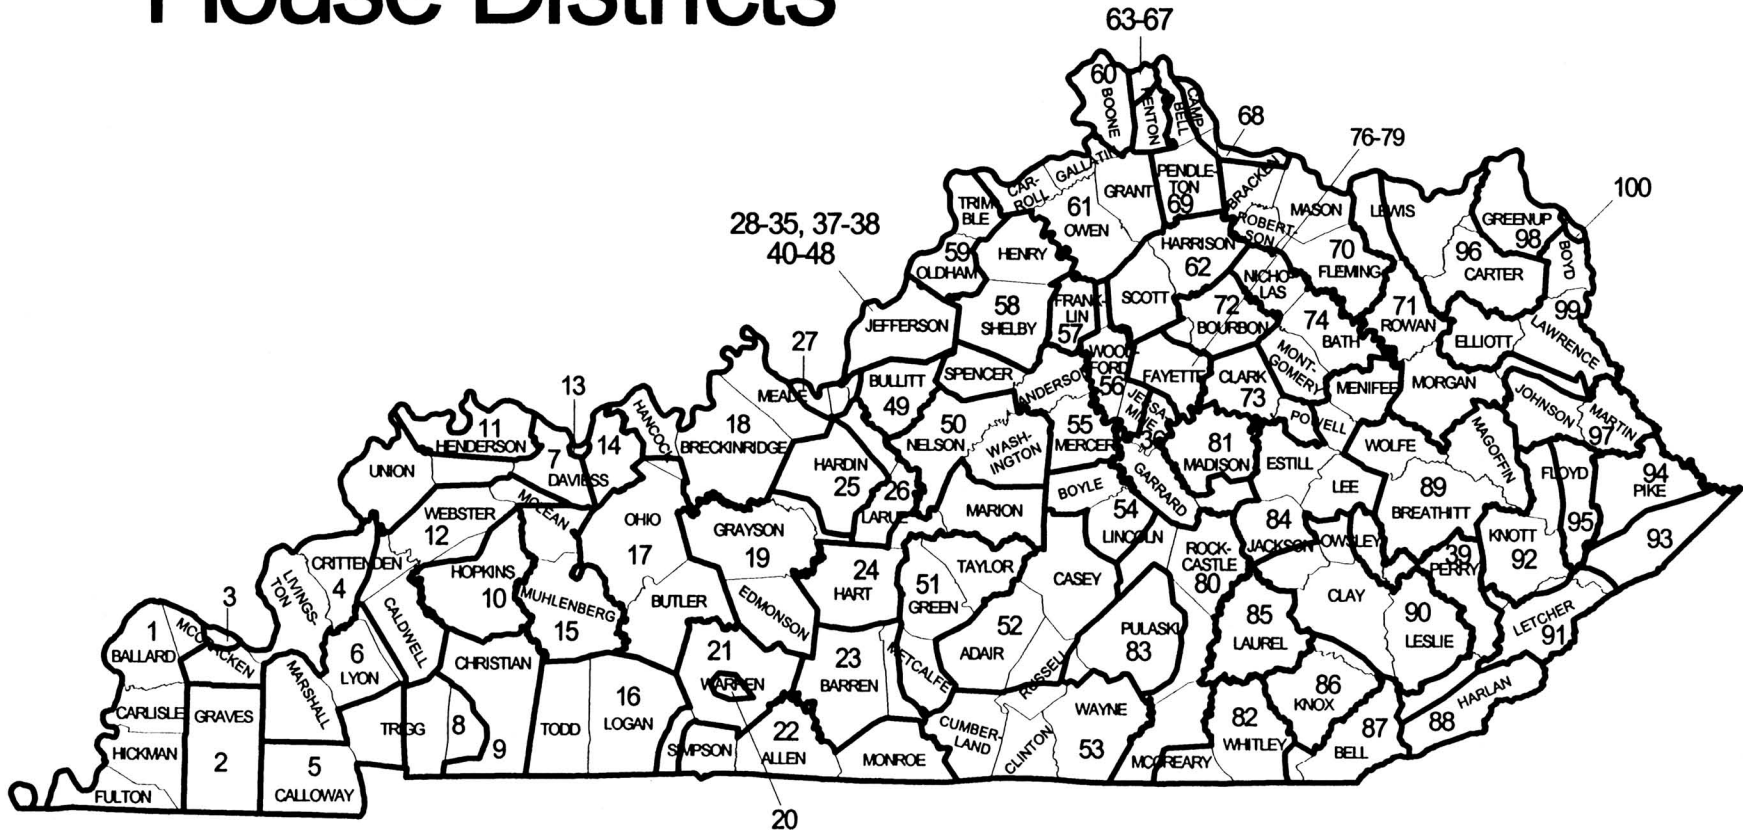 House Districts
63-67
60
BOONE
KENTON
CAMP
BELL
68
76-79
100
28-35, 37-38
40-48
27
13
3
20
GALLATIN
CAR-
ROLL
TRIM
BLE
GRANT
PENDLE-
TON
69
BRACKEN
ROBERT-
SON
MASON
LEWIS
GREENUP
98
BOYD
61
OWEN
HENRY
59
OLDHAM
HARRISON
62
NICHO-
LAS
70
FLEMING
96
CARTER
99
LAWRENCE
JEFFERSON
58
SHELBY
FRANK-
LIN
57
SCOTT
72
BOURBON
74
BATH
71
ROWAN
ELLIOTT
MEADE
BULLITT
49
SPENCER
ANDERSON
WOOD-
FORD
56
FAYETTE
CLARK
73
MONT-
GOMERY
MENIFEE
MORGAN
JOHNSON
MARTIN
97
11
HENDERSON
UNION
7
DAVIESS
14
HANCOCK
18
BRECKINRIDGE
HARDIN
25
26
LARUE
50
NELSON
WASH-
INGTON
55
MERCER
JESSA-
MINE
36
81
MADISON
POWELL
ESTILL
WOLFE
MAGOFFIN
FLOYD
94
PIKE
WEBSTER
12
MCLEAN
OHIO
17
GRAYSON
19
MARION
BOYLE
54
LINCOLN
GARRARD
84
JACKSON
LEE
OWSLEY
89
BREATHITT
39
PERRY
KNOTT
92
95
93
CRITTENDEN
4
LIVINGS-
TON
HOPKINS
10
MUHLENBERG
15
BUTLER
EDMONSON
24
HART
51
GREEN
TAYLOR
CASEY
ROCK-
CASTLE
80
CLAY
90
LESLIE
LETCHER
91
1
BALLARD
MCCRACKEN
6
LYON
CALDWELL
CHRISTIAN
21
WARREN
23
BARREN
METCALFE
52
ADAIR
RUSSELL
PULASKI
83
85
LAUREL
86
KNOX
HARLAN
88
CARLISLE
GRAVES
MARSHALL
TRIGG
8
9
TODD
16
LOGAN
SIMPSON
22
ALLEN
MONROE
CUMBER-
LAND
CLINTON
WAYNE
53
MCCREARY
82
WHITLEY
87
BELL
HICKMAN
2
5
CALLOWAY
FULTON